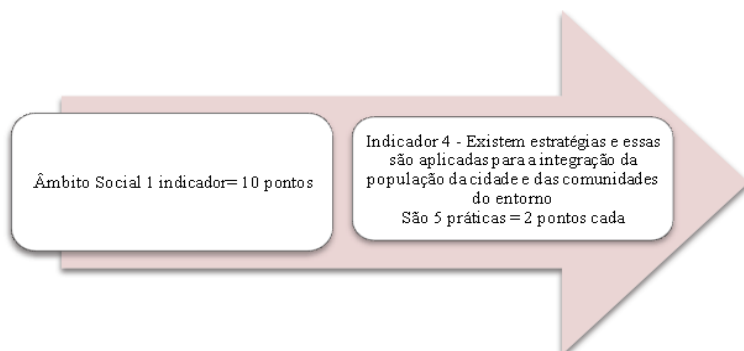 Âmbito Social 1 indicador= 10 pontos
Indicador 4 - Existem estratégias e essas
são aplicadas para a integração da
população da cidade e das comunidades
do entorno
São 5 práticas = 2 pontos cada